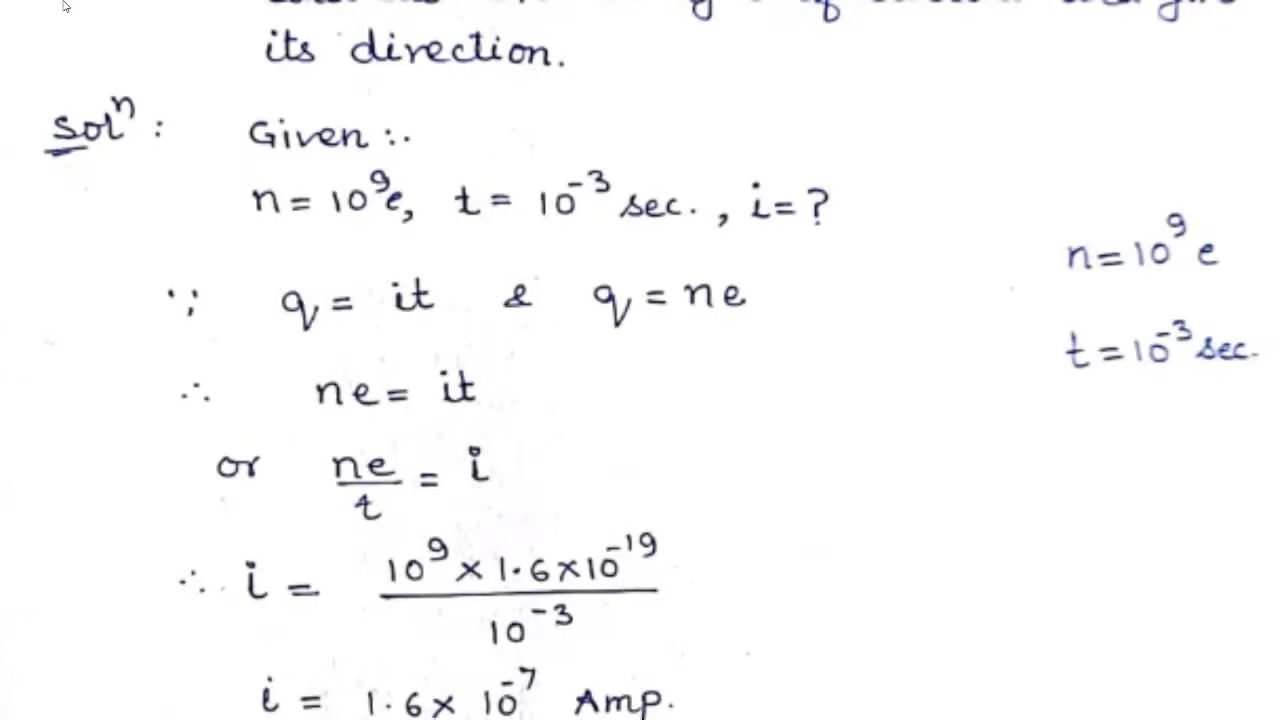 its direction.
Solⁿ : Given :.
n = 10⁹e, t = 10⁻³ sec. , i = ?
n = 10⁹ e
∵ q = it & q = ne
t = 10⁻³ sec.
∴ ne = it
or ne/t = i
∴ i = 10⁹ × 1.6 × 10⁻¹⁹ / 10⁻³
i = 1.6 × 10⁻⁷ Amp.